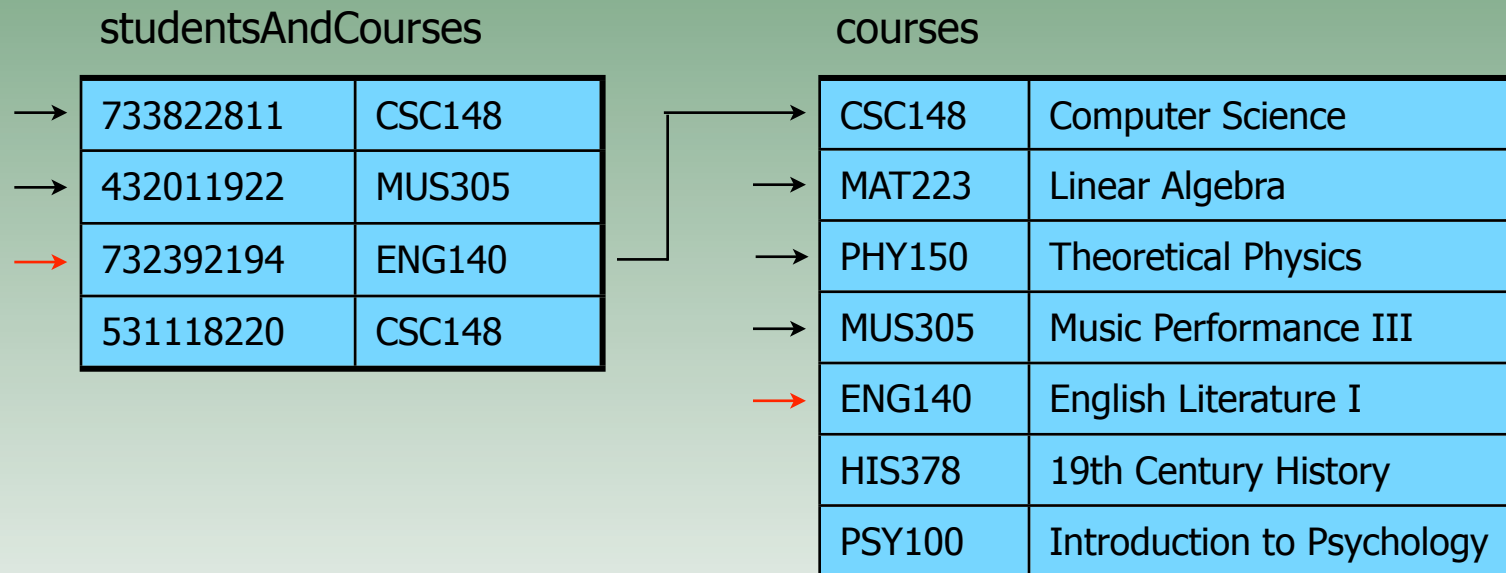 studentsAndCourses
733822811 CSC148
432011922 MUS305
732392194 ENG140
531118220 CSC148
courses
CSC148 Computer Science
MAT223 Linear Algebra
PHY150 Theoretical Physics
MUS305 Music Performance III
ENG140 English Literature I
HIS378 19th Century History
PSY100 Introduction to Psychology